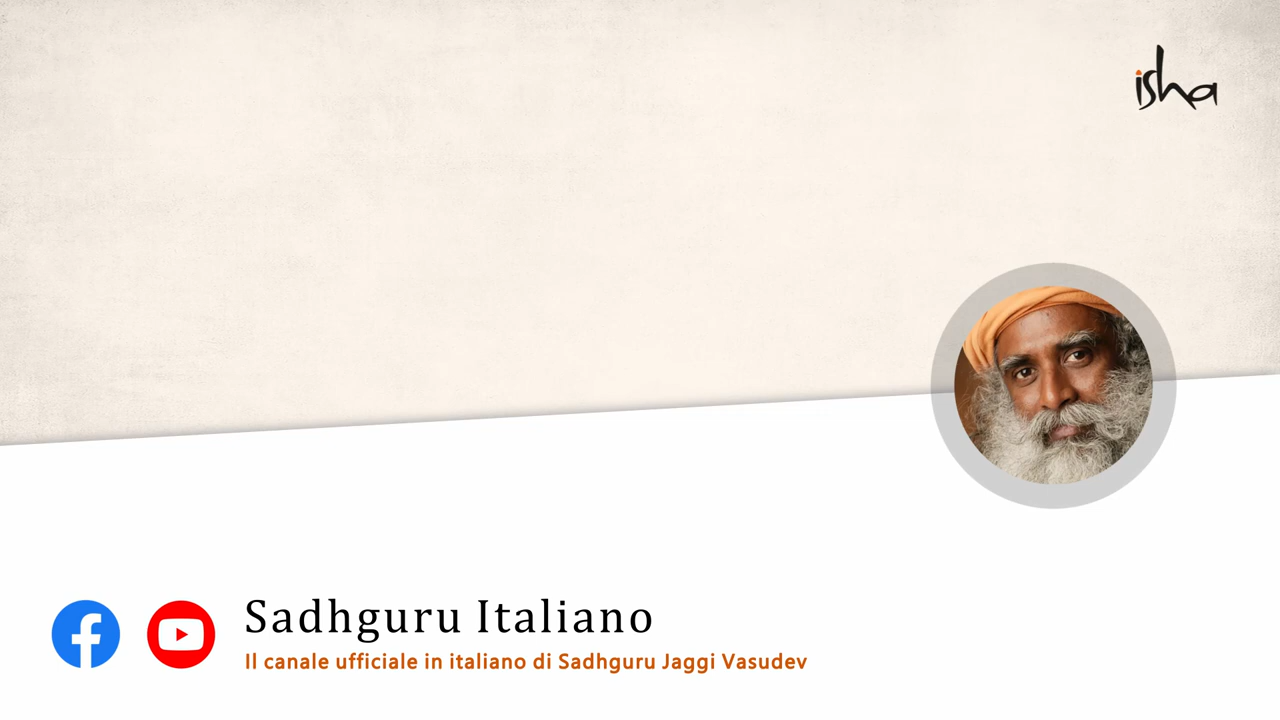 isha
Sadhguru Italiano
Il canale ufficiale in italiano di Sadhguru Jaggi Vasudev